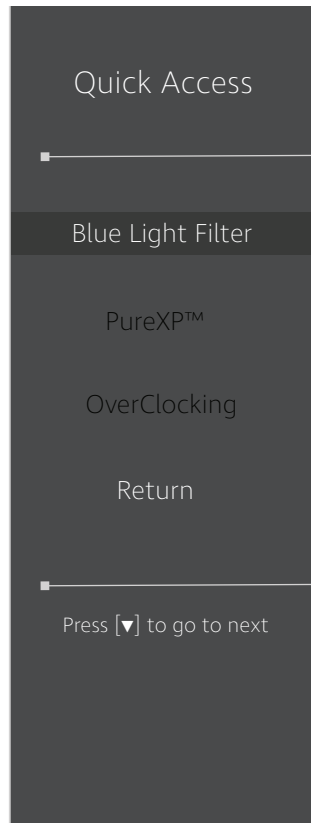 Quick Access
Blue Light Filter
PureXP™
OverClocking
Return
Press [▼] to go to next